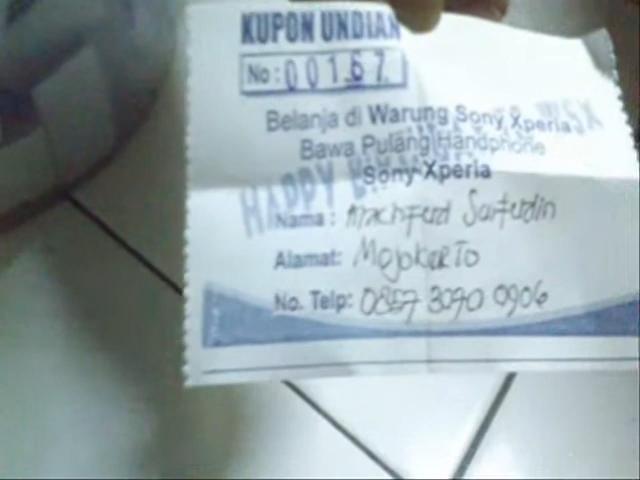 KUPON UNDIAN
No: 00167
Belanja di Warung Sony Xperia
Bawa Pulang Handphone
Sony Xperia
HAPPY
Nama: Machfud Saifudin
Alamat: Mojokerto
No. Telp: 0857 3090 0906